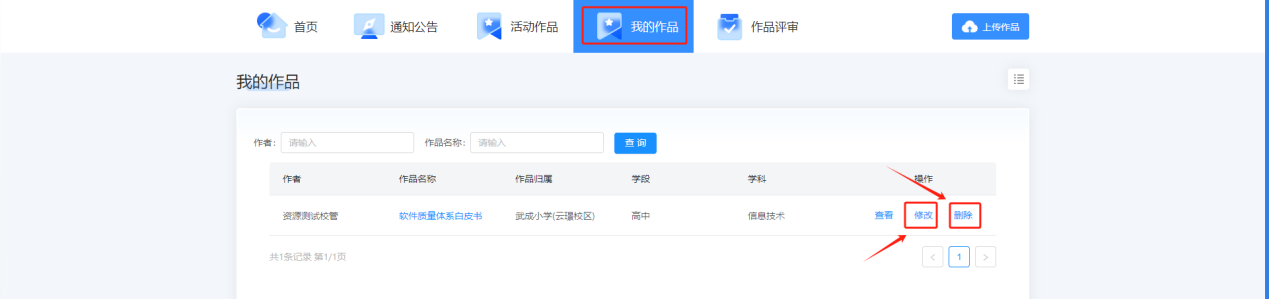 首页 通知公告 活动作品 我的作品 作品评审 上传作品
我的作品
作者: 请输入 作品名称: 请输入 查询
作者 作品名称 作品归属 学段 学科 操作
资源测试校管 软件质量体系白皮书 武成小学(云璟校区) 高中 信息技术 查看 修改 删除
共1条记录 第1/1页 < 1 >